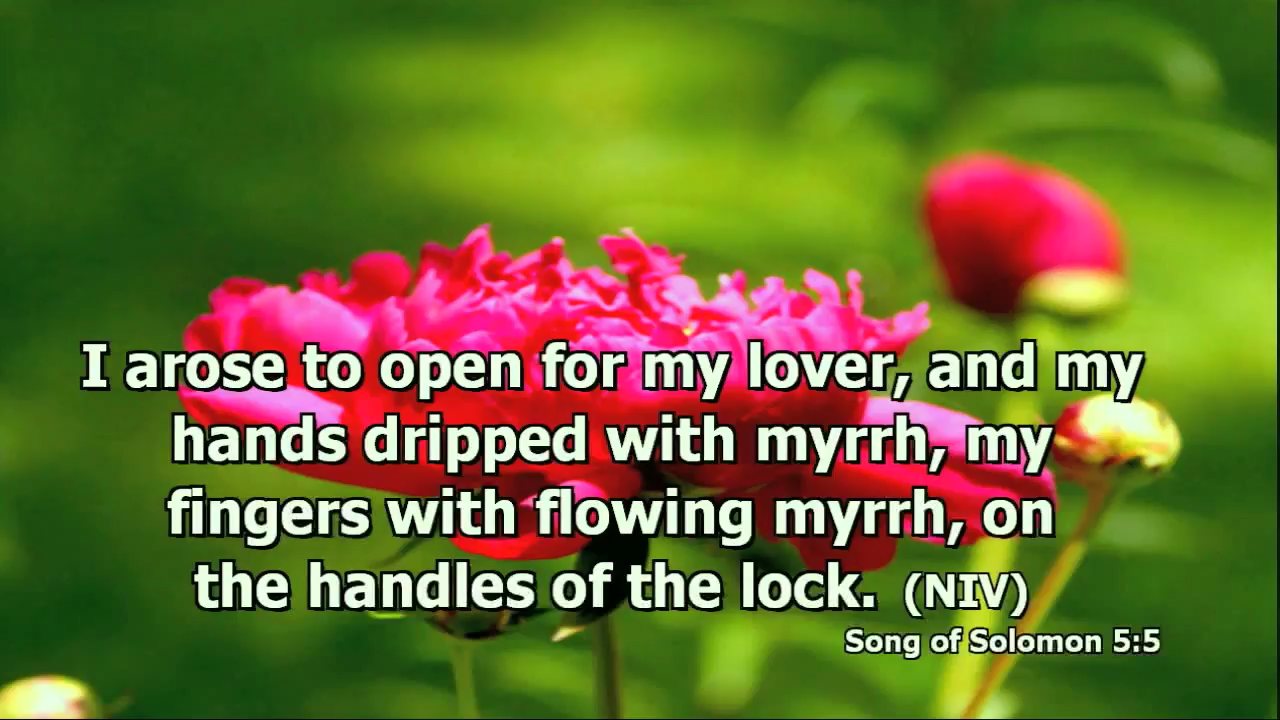 I arose to open for my lover, and my
hands dripped with myrrh, my
fingers with flowing myrrh, on
the handles of the lock. (NIV)
Song of Solomon 5:5